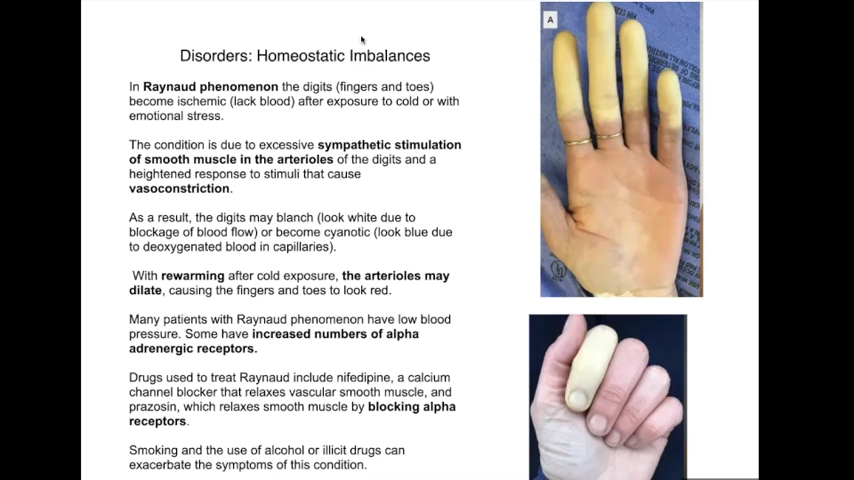 Disorders: Homeostatic Imbalances
In Raynaud phenomenon the digits (fingers and toes)
become ischemic (lack blood) after exposure to cold or with
emotional stress.
The condition is due to excessive sympathetic stimulation
of smooth muscle in the arterioles of the digits and a
heightened response to stimuli that cause
vasoconstriction.
As a result, the digits may blanch (look white due to
blockage of blood flow) or become cyanotic (look blue due
to deoxygenated blood in capillaries).
With rewarming after cold exposure, the arterioles may
dilate, causing the fingers and toes to look red.
Many patients with Raynaud phenomenon have low blood
pressure. Some have increased numbers of alpha
adrenergic receptors.
Drugs used to treat Raynaud include nifedipine, a calcium
channel blocker that relaxes vascular smooth muscle, and
prazosin, which relaxes smooth muscle by blocking alpha
receptors.
Smoking and the use of alcohol or illicit drugs can
exacerbate the symptoms of this condition.
A